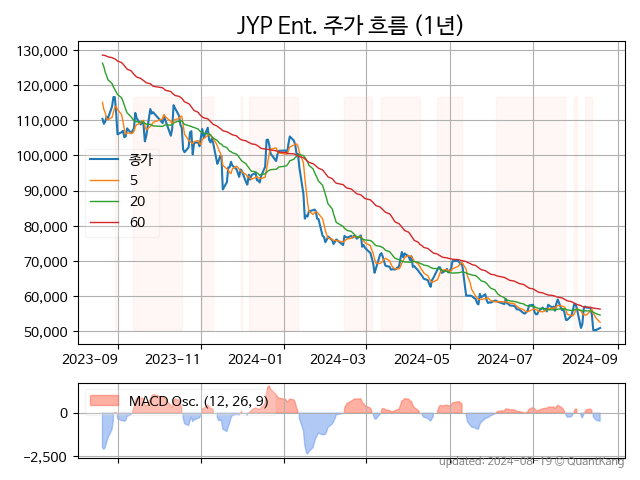 JYP Ent. 주가 흐름 (1년)
130,000
120,000
110,000
100,000
90,000
80,000
70,000
60,000
50,000
종가
5
20
60
2023-09 2023-11 2024-01 2024-03 2024-05 2024-07 2024-09
MACD Osc. (12, 26, 9)
0
−2,500
updated: 2024-08-19 © QuantKang